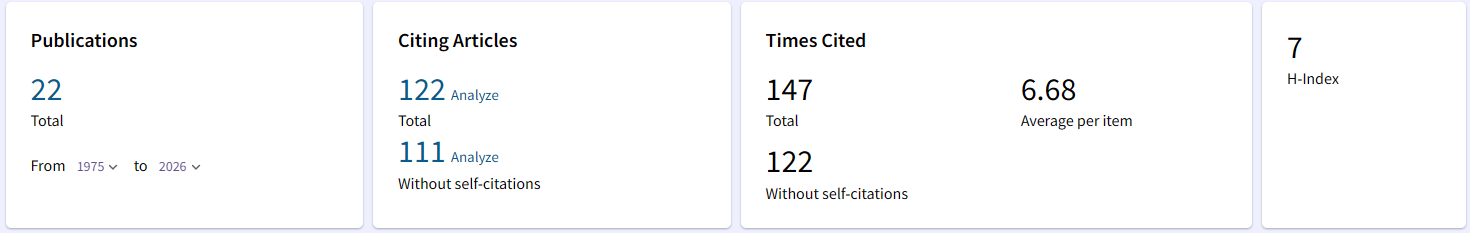 Publications
22
Total
From 1975 to 2026
Citing Articles
122 Analyze
Total
111 Analyze
Without self-citations
Times Cited
147
Total
122
Without self-citations
6.68
Average per item
7
H-Index